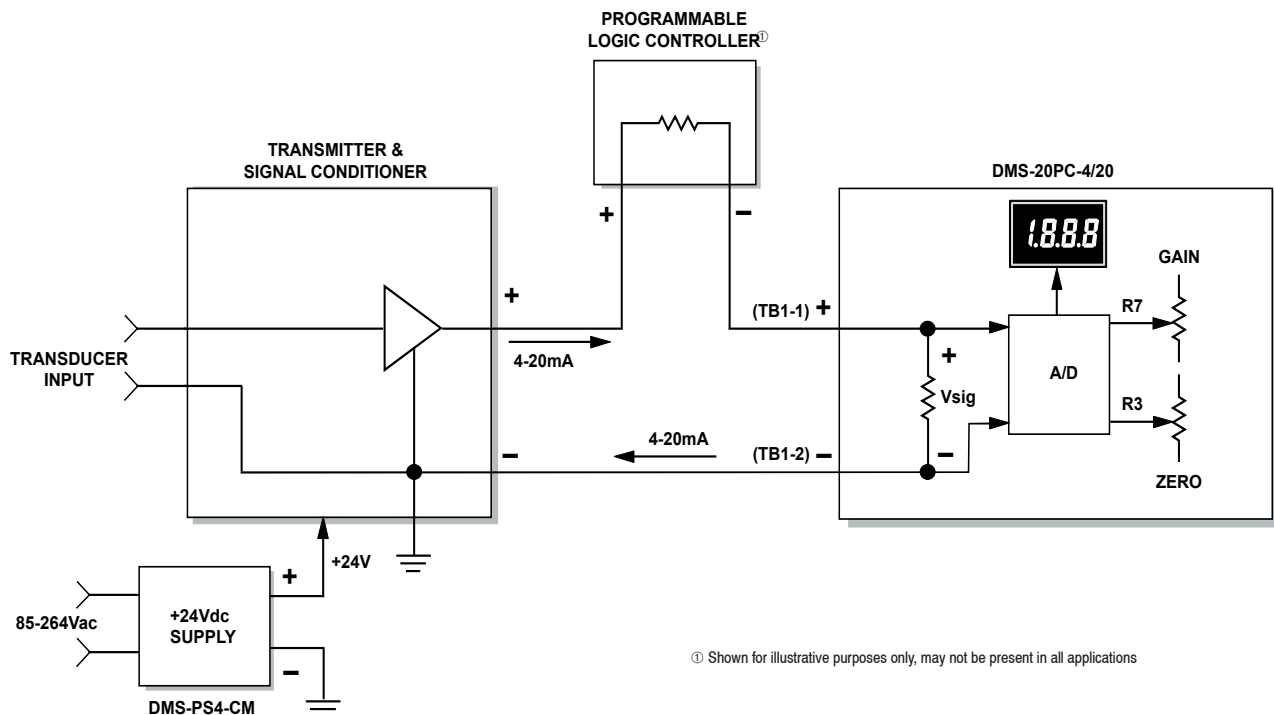 PROGRAMMABLE
LOGIC CONTROLLER①
TRANSMITTER &
SIGNAL CONDITIONER
DMS-20PC-4/20
+
−
1.8.8.8
GAIN
+
(TB1-1) +
R7
4-20mA
TRANSDUCER
INPUT
+
Vsig
A/D
R3
4-20mA
−
(TB1-2) −
−
ZERO
+24V
+
85-264Vac
+24Vdc
SUPPLY
−
① Shown for illustrative purposes only, may not be present in all applications
DMS-PS4-CM